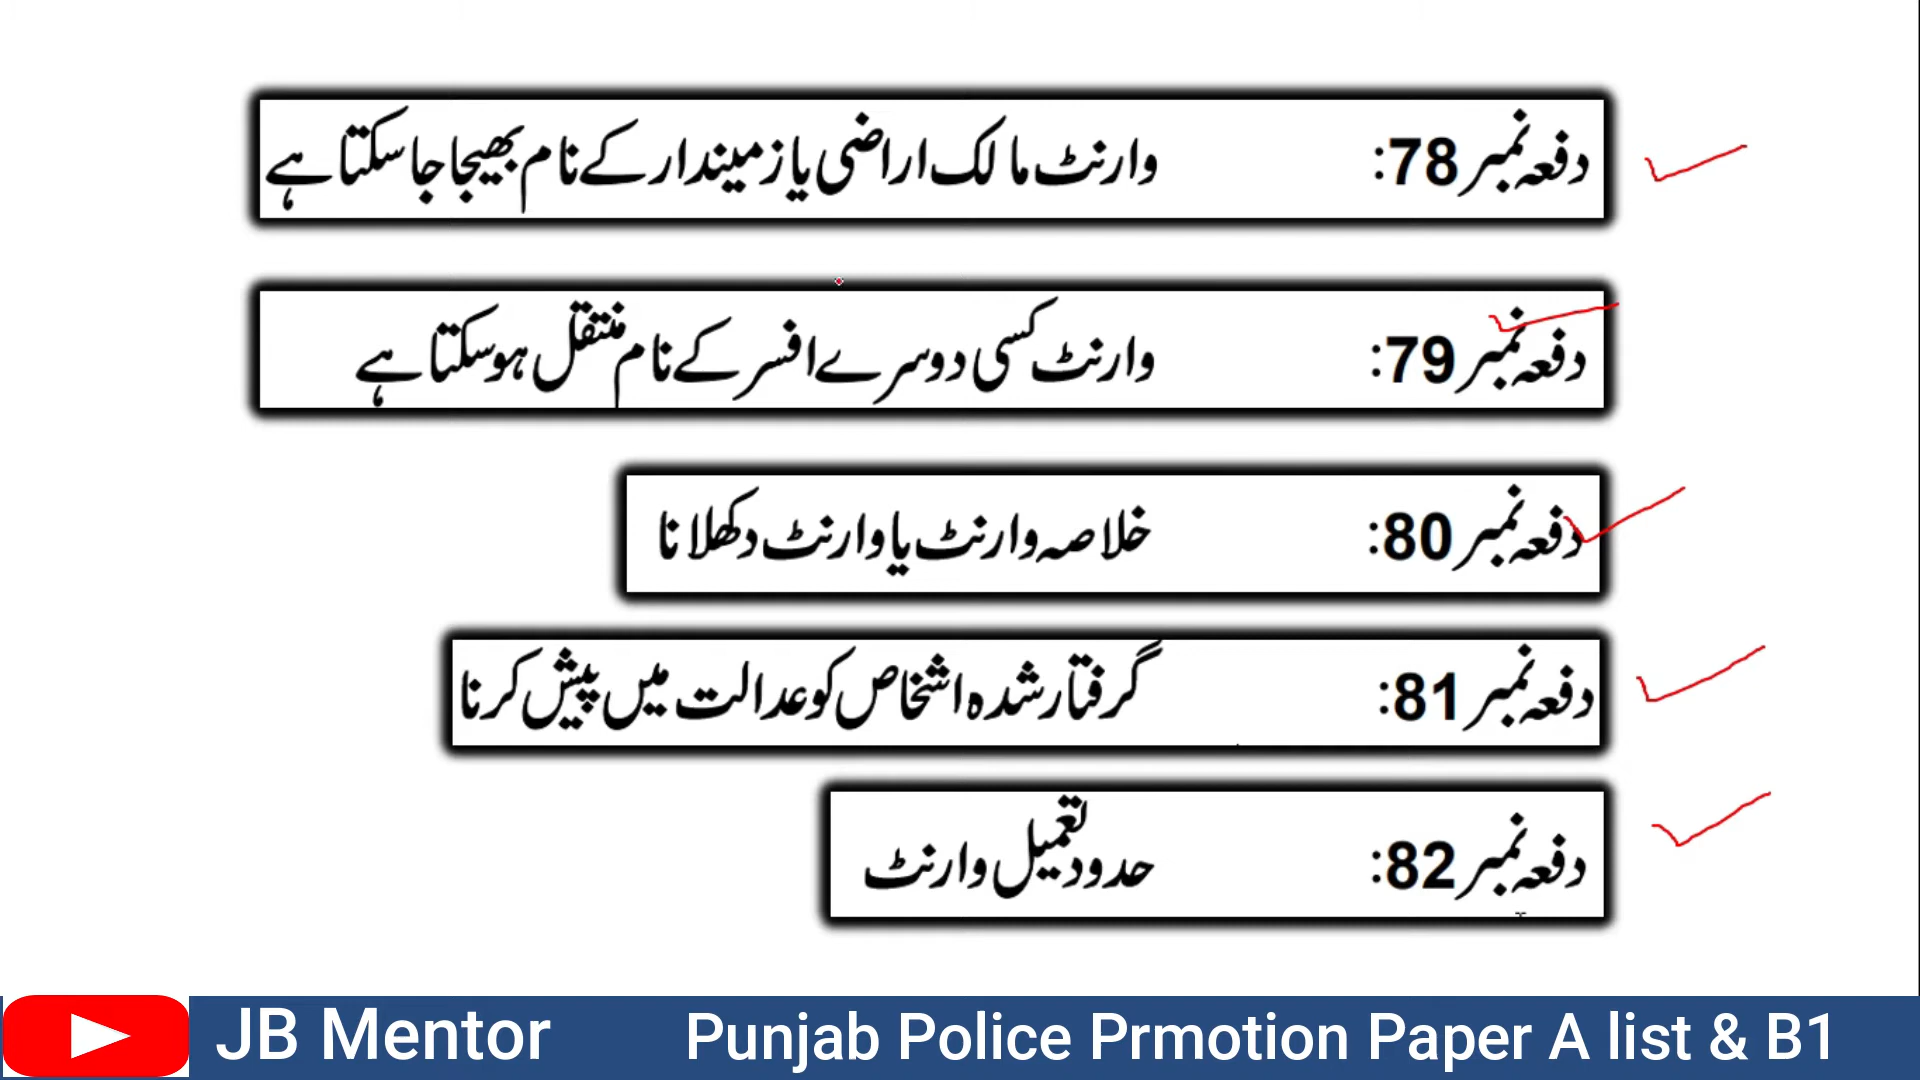 دفعہ نمبر 78: وارنٹ مالک اراضی یا زمیندار کے نام بھیجا جا سکتا ہے
دفعہ نمبر 79: وارنٹ کسی دوسرے افسر کے نام منتقل ہو سکتا ہے
دفعہ نمبر 80: خلاصہ وارنٹ یا وارنٹ دکھلانا
دفعہ نمبر 81: گرفتار شدہ اشخاص کو عدالت میں پیش کرنا
دفعہ نمبر 82: حدود تعمیل وارنٹ
JB Mentor Punjab Police Prmotion Paper A list & B1